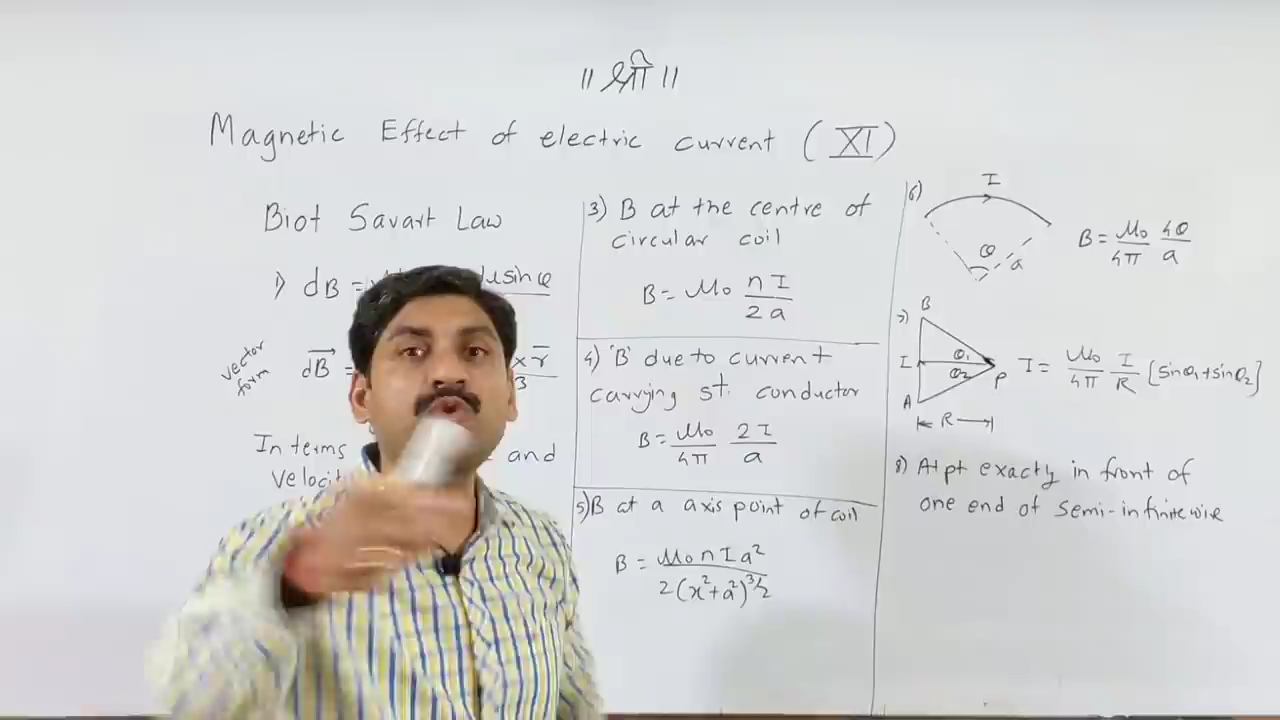 ॥ श्री ॥
Magnetic Effect of electric current (XI)
Biot Savart Law
1) dB =
sinθ
vector form
dB⃗ =
× r̄
3
In terms
and
Velocit
3) B at the centre of
circular coil
B = μ₀ nI / 2a
4) 'B' due to current
carrying st. conductor
B = μ₀/4π 2I/a
5) B at a axis point of coil
B = μ₀nIa² / 2(x²+a²)^3/2
6)
I
θ
a
B = μ₀/4π IΘ/a
7)
B
I
θ₁
θ₂
P
A
R
I = μ₀/4π I/R [sinθ₁+sinθ₂]
8) At pt exactly in front of
one end of semi-infinite wire